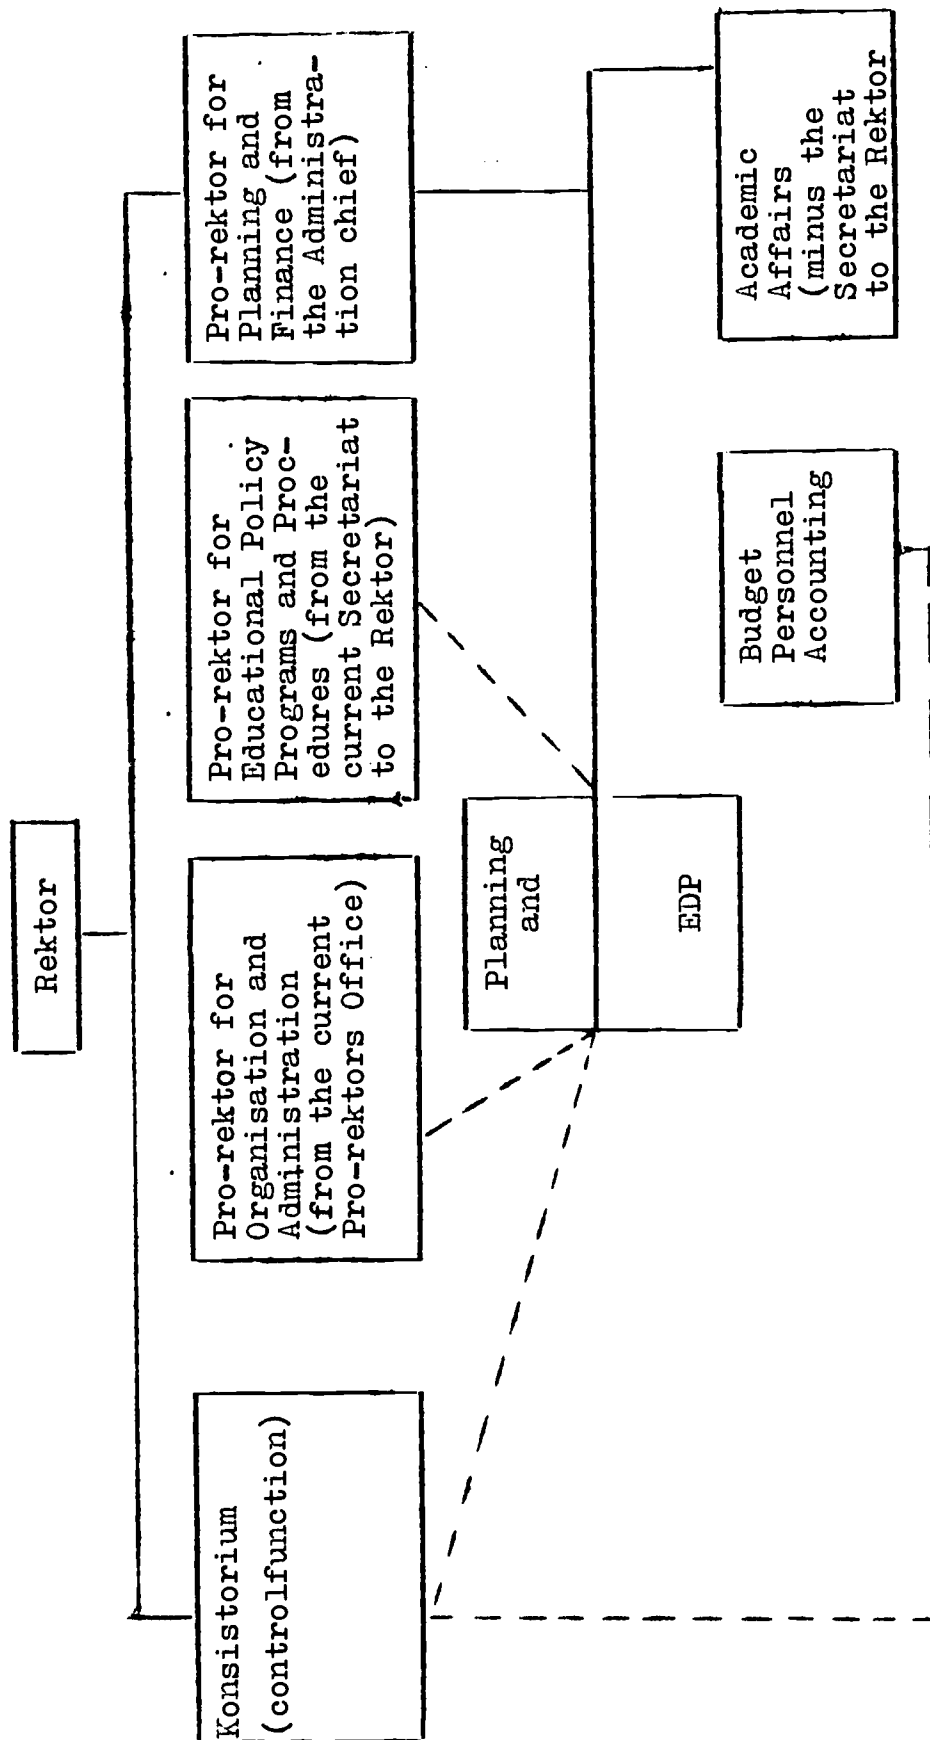 Rektor
Konsistorium
(controlfunction)
Pro-rektor for
Organisation and
Administration
(from the current
Pro-rektors Office)
Pro-rektor for
Educational Policy
Programs and Proc-
edures (from the
current Secretariat
to the Rektor)
Pro-rektor for
Planning and
Finance (from
the Administra-
tion chief)
Planning
and
EDP
Budget
Personnel
Accounting
Academic
Affairs
(minus the
Secretariat
to the Rektor